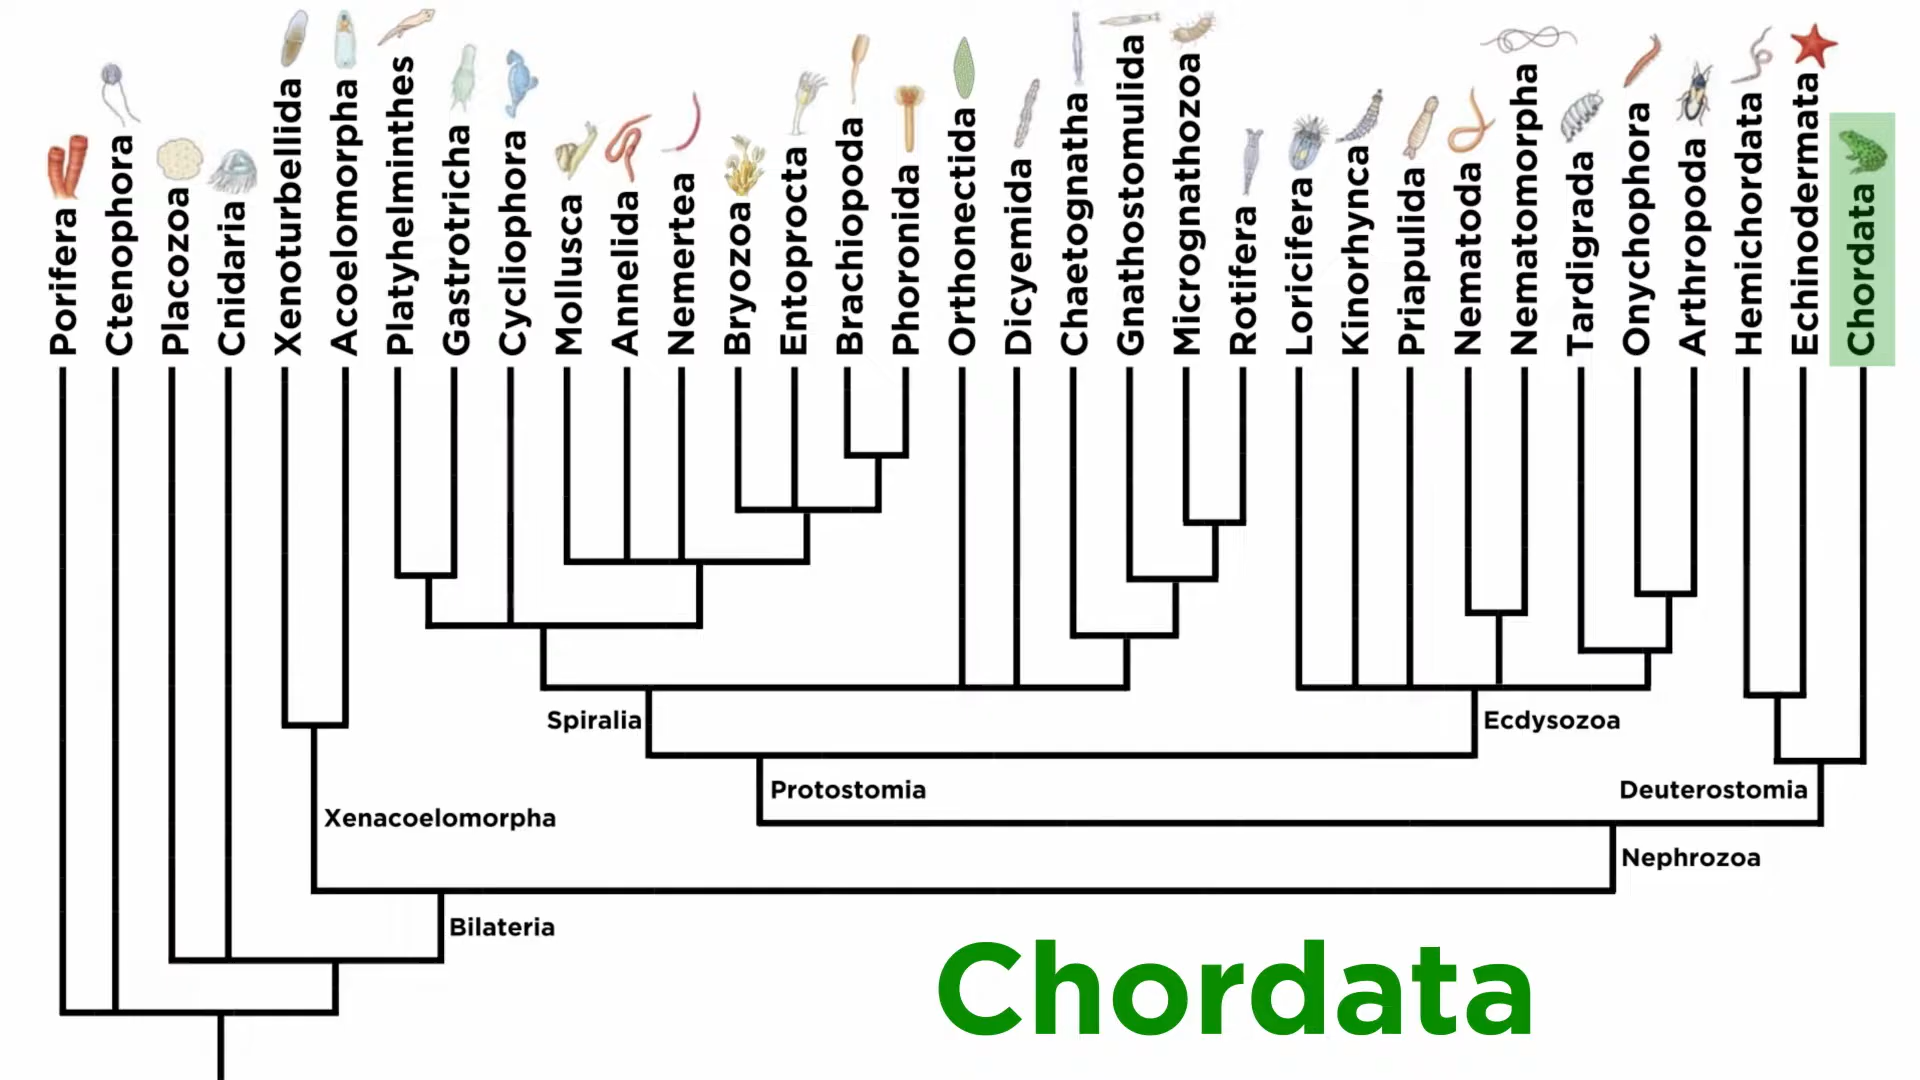 Porifera
Ctenophora
Placozoa
Cnidaria
Xenoturbellida
Acoelomorpha
Platyhelminthes
Gastrotricha
Cycliophora
Mollusca
Annelida
Nemertea
Bryozoa
Entoprocta
Brachiopoda
Phoronida
Orthonectida
Dicyemida
Chaetognatha
Gnathostomulida
Micrognathozoa
Rotifera
Loricifera
Kinorhynca
Priapulida
Nematoda
Nematomorpha
Tardigrada
Onychophora
Arthropoda
Hemichordata
Echinodermata
Chordata
Spiralia
Ecdysozoa
Protostomia
Deuterostomia
Xenacoelomorpha
Nephrozoa
Bilateria
Chordata